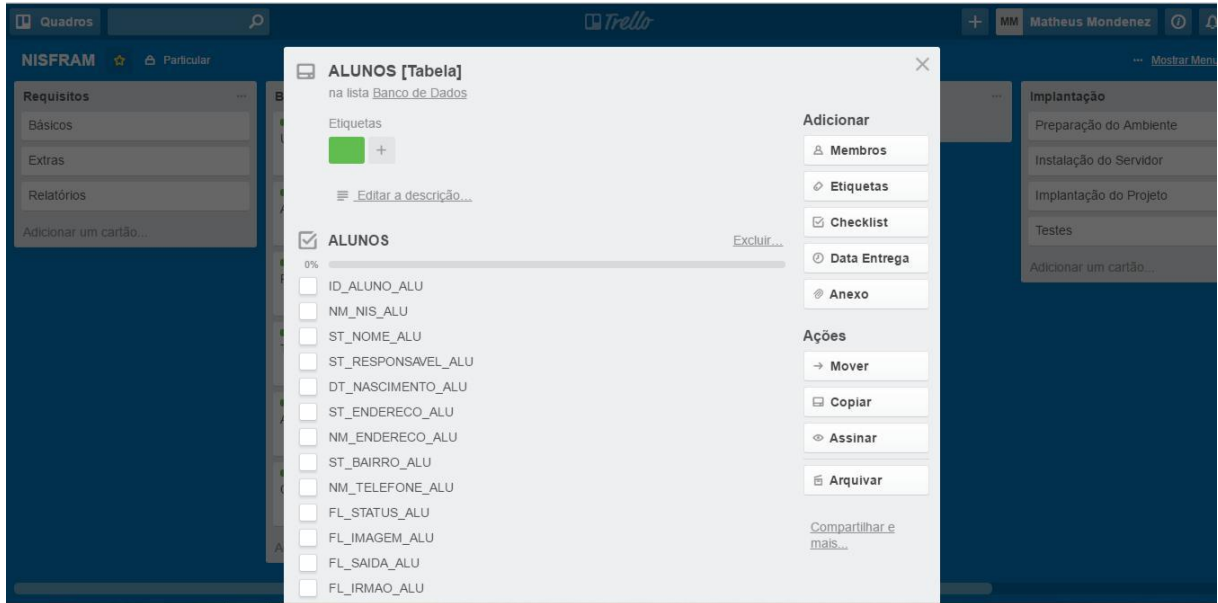 Quadros
Trello
MM Matheus Mondenez
NISFRAM
Particular
... Mostrar Menu
Requisitos ...
Básicos
Extras
Relatórios
Adicionar um cartão...
ALUNOS [Tabela]
na lista Banco de Dados
Etiquetas
+
Editar a descrição...
ALUNOS
Excluir...
0%
ID_ALUNO_ALU
NM_NIS_ALU
ST_NOME_ALU
ST_RESPONSAVEL_ALU
DT_NASCIMENTO_ALU
ST_ENDERECO_ALU
NM_ENDERECO_ALU
ST_BAIRRO_ALU
NM_TELEFONE_ALU
FL_STATUS_ALU
FL_IMAGEM_ALU
FL_SAIDA_ALU
FL_IRMAO_ALU
Adicionar
Membros
Etiquetas
Checklist
Data Entrega
Anexo
Ações
Mover
Copiar
Assinar
Arquivar
Compartilhar e
mais...
Implantação
Preparação do Ambiente
Instalação do Servidor
Implantação do Projeto
Testes
Adicionar um cartão...